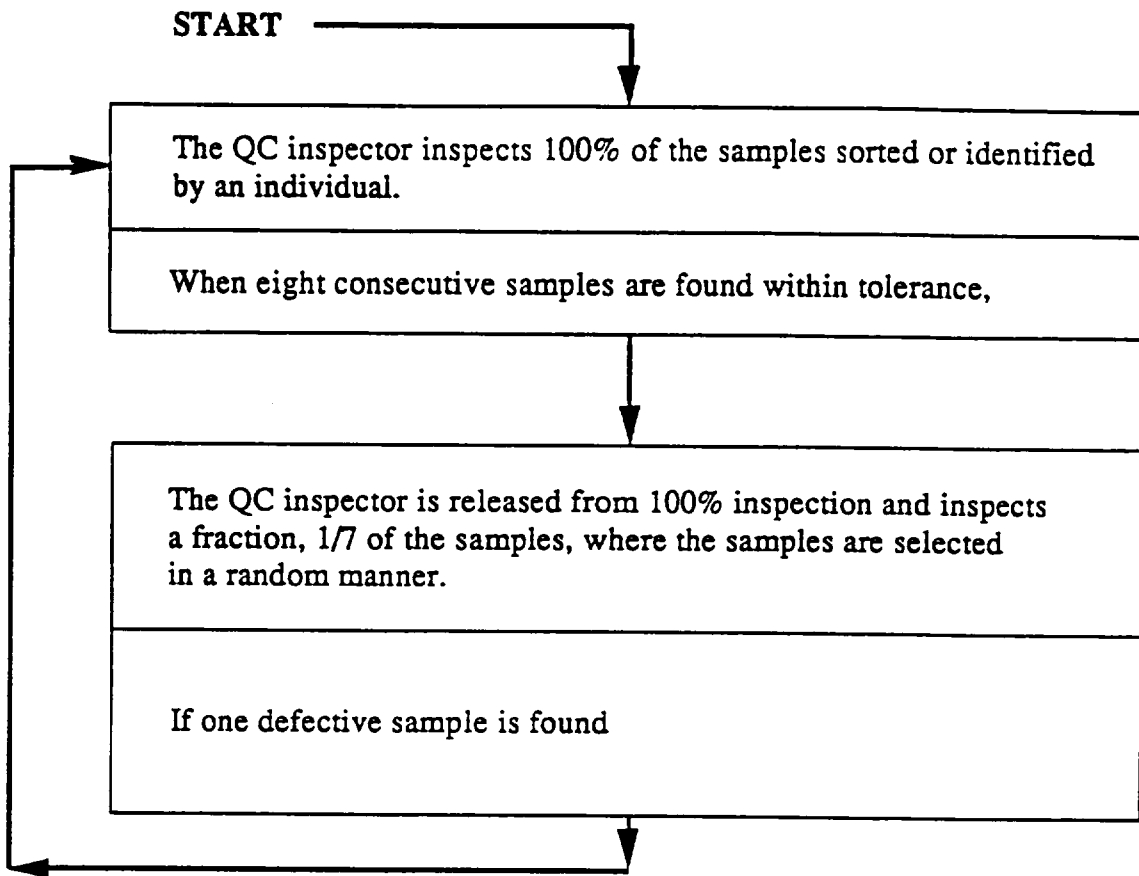 START
The QC inspector inspects 100% of the samples sorted or identified
by an individual.
When eight consecutive samples are found within tolerance,
The QC inspector is released from 100% inspection and inspects
a fraction, 1/7 of the samples, where the samples are selected
in a random manner.
If one defective sample is found